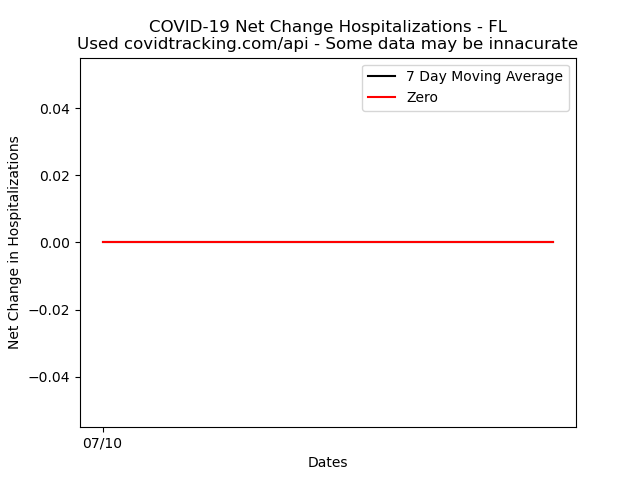 COVID-19 Net Change Hospitalizations - FL
Used covidtracking.com/api - Some data may be innacurate
7 Day Moving Average
Zero
Net Change in Hospitalizations
0.04
0.02
0.00
−0.02
−0.04
07/10
Dates